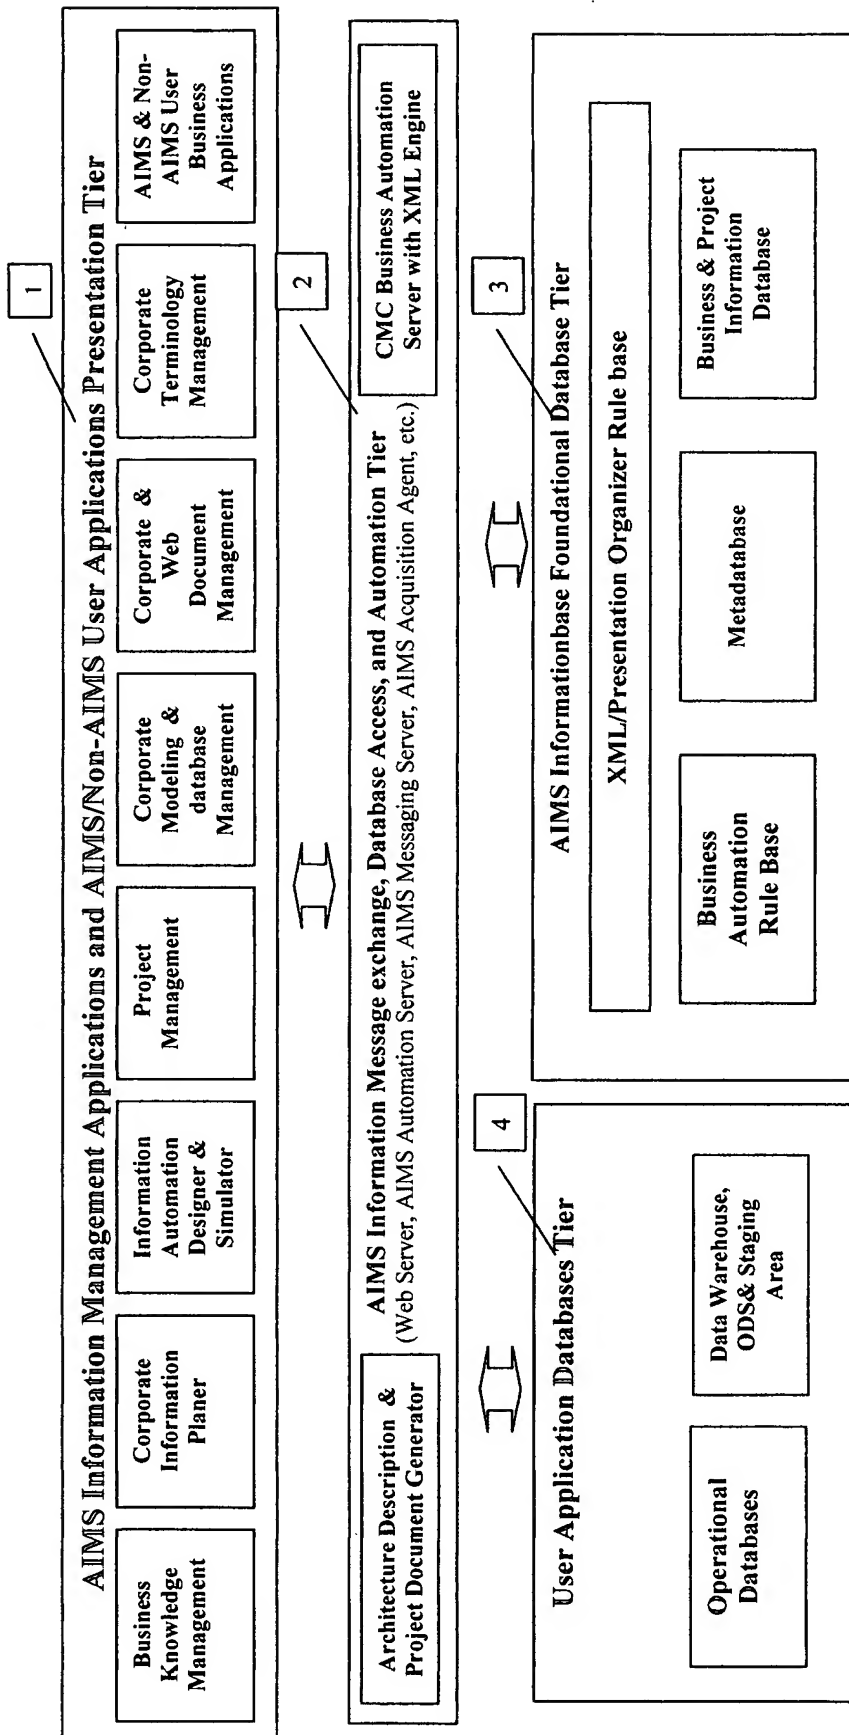 1
AIMS Information Management Applications and AIMS/Non-AIMS User Applications Presentation Tier
Business
Knowledge
Management
Corporate
Information
Planer
Information
Automation
Designer &
Simulator
Project
Management
Corporate
Modeling &
database
Management
Corporate &
Web
Document
Management
Corporate
Terminology
Management
AIMS & Non-
AIMS User
Business
Applications
2
Architecture Description &
Project Document Generator
AIMS Information Message exchange, Database Access, and Automation Tier
(Web Server, AIMS Automation Server, AIMS Messaging Server, AIMS Acquisition Agent, etc.)
CMC Business Automation
Server with XML Engine
4
User Application Databases Tier
Operational
Databases
Data Warehouse,
ODS& Staging
Area
3
AIMS Informationbase Foundational Database Tier
XML/Presentation Organizer Rule base
Business
Automation
Rule Base
Metadatabase
Business & Project
Information
Database